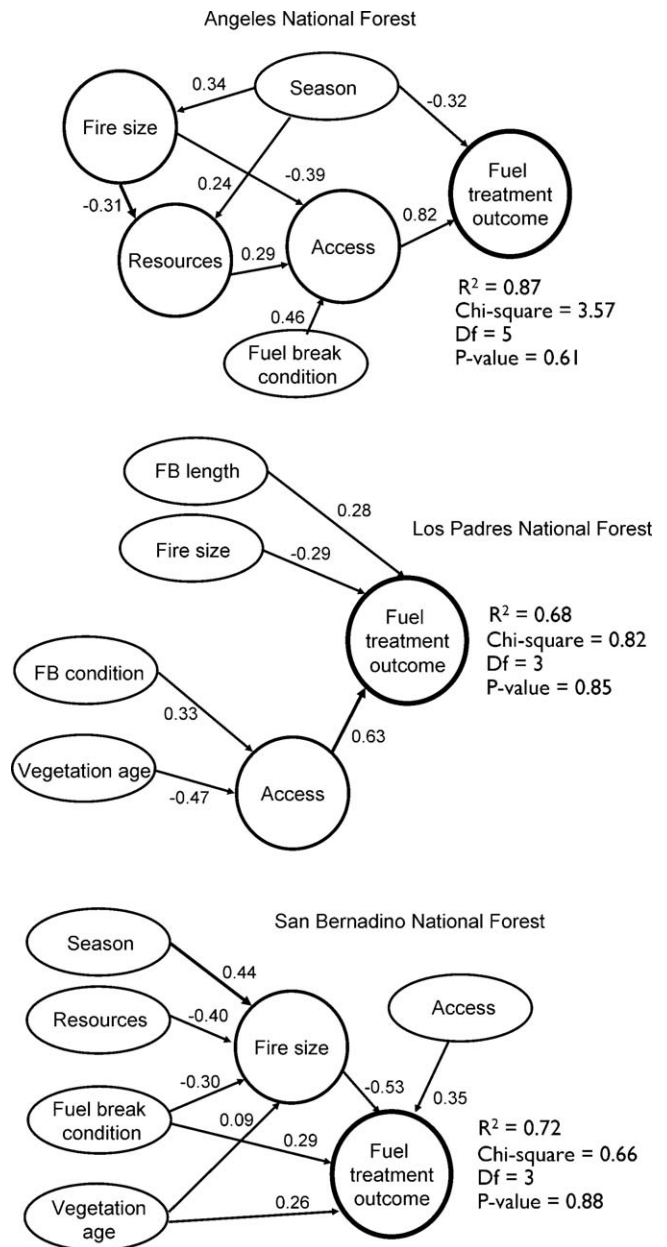 Angeles National Forest
0.34
Season
-0.32
Fire size
Fuel
treatment
outcome
-0.31
0.24
-0.39
0.82
Resources
0.29
Access
0.46
Fuel break
condition
R² = 0.87
Chi-square = 3.57
Df = 5
P-value = 0.61
FB length
0.28
Los Padres National Forest
Fire size
-0.29
Fuel
treatment
outcome
R² = 0.68
Chi-square = 0.82
Df = 3
P-value = 0.85
FB condition
0.33
0.63
Vegetation age
-0.47
Access
San Bernadino National Forest
Season
0.44
Access
Resources
-0.40
Fire size
-0.30
-0.53
0.35
Fuel break
condition
0.09
0.29
Fuel
treatment
outcome
R² = 0.72
Chi-square = 0.66
Df = 3
P-value = 0.88
Vegetation
age
0.26